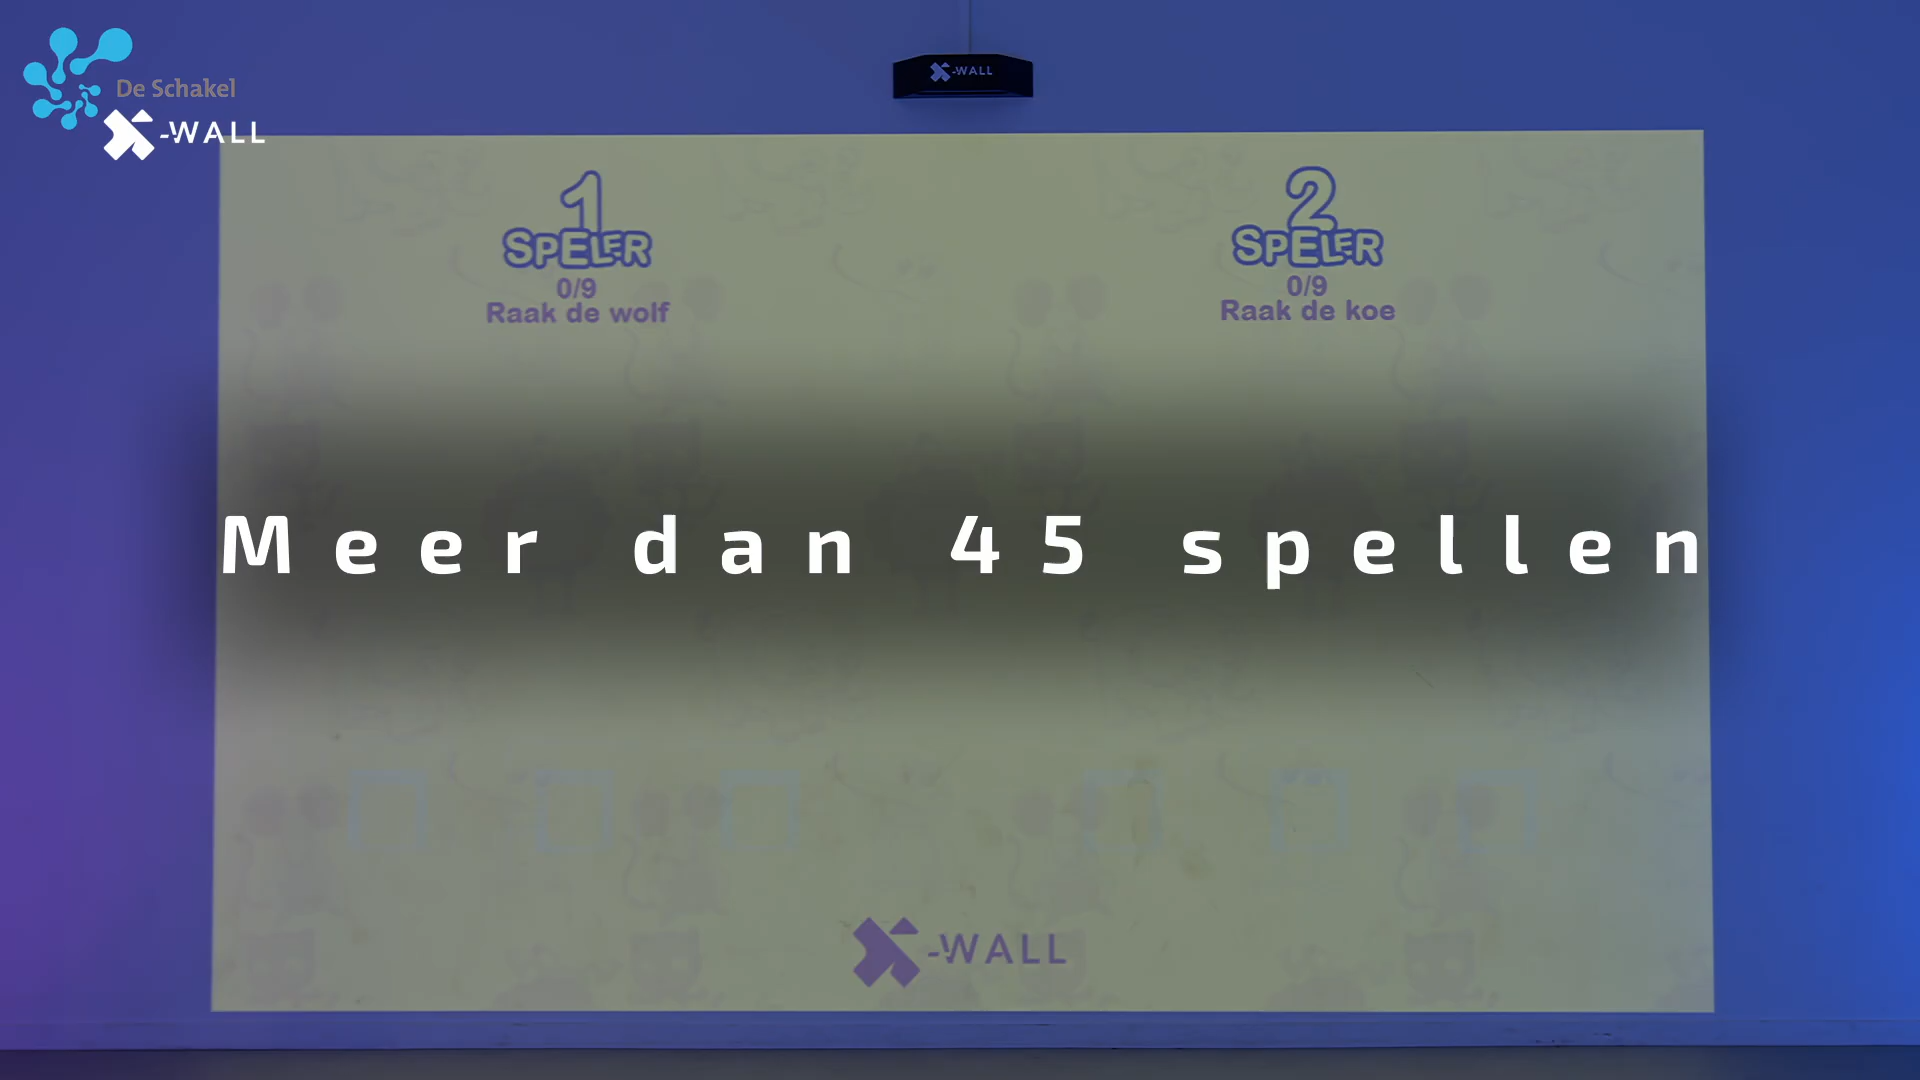 De Schakel
X-WALL
X-WALL
1
SPELER
0/9
Raak de wolf
2
SPELER
0/9
Raak de koe
Meer dan 45 spellen
X-WALL